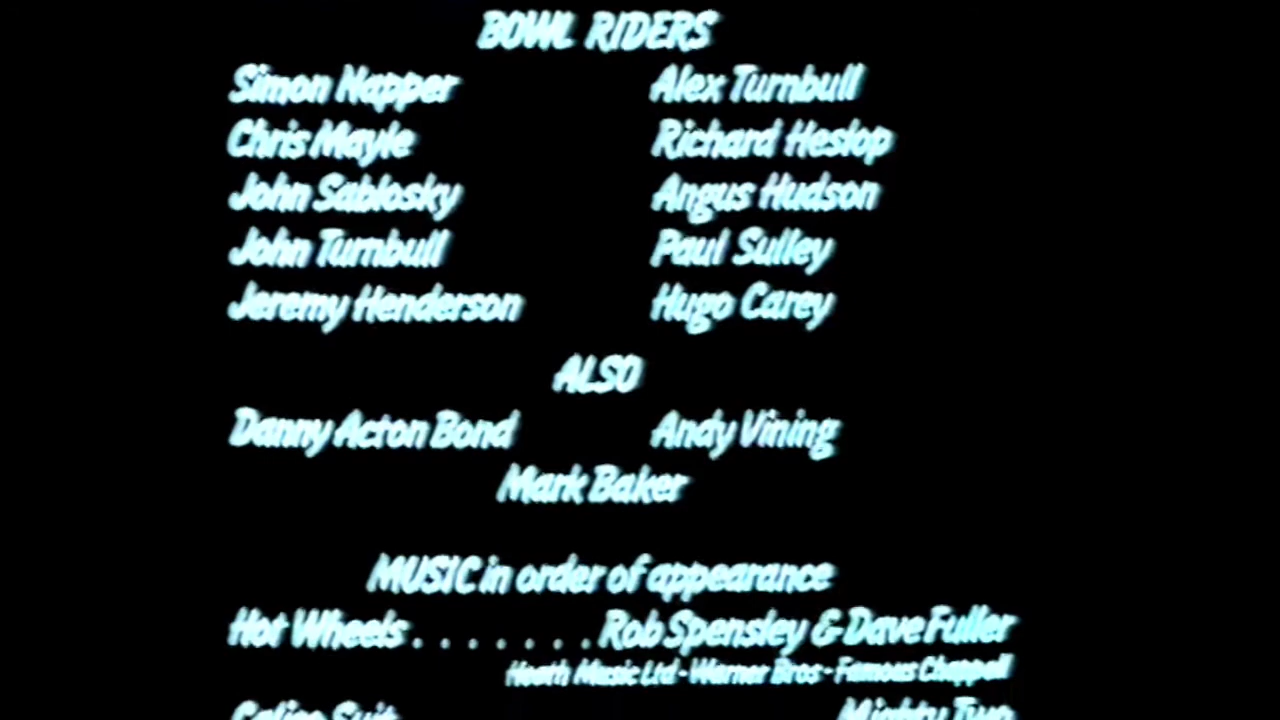 BOWL RIDERS
Simon Napper Alex Turnbull
Chris Mayle Richard Heslop
John Sablosky Angus Hudson
John Turnbull Paul Sulley
Jeremy Henderson Hugo Carey
ALSO
Danny Acton Bond Andy Vining
Mark Baker
MUSIC in order of appearance
Hot Wheels . . . . . . . Rob Spensley & Dave Fuller
Heath Music Ltd - Warner Bros - Famous Chappell
Mighty Two